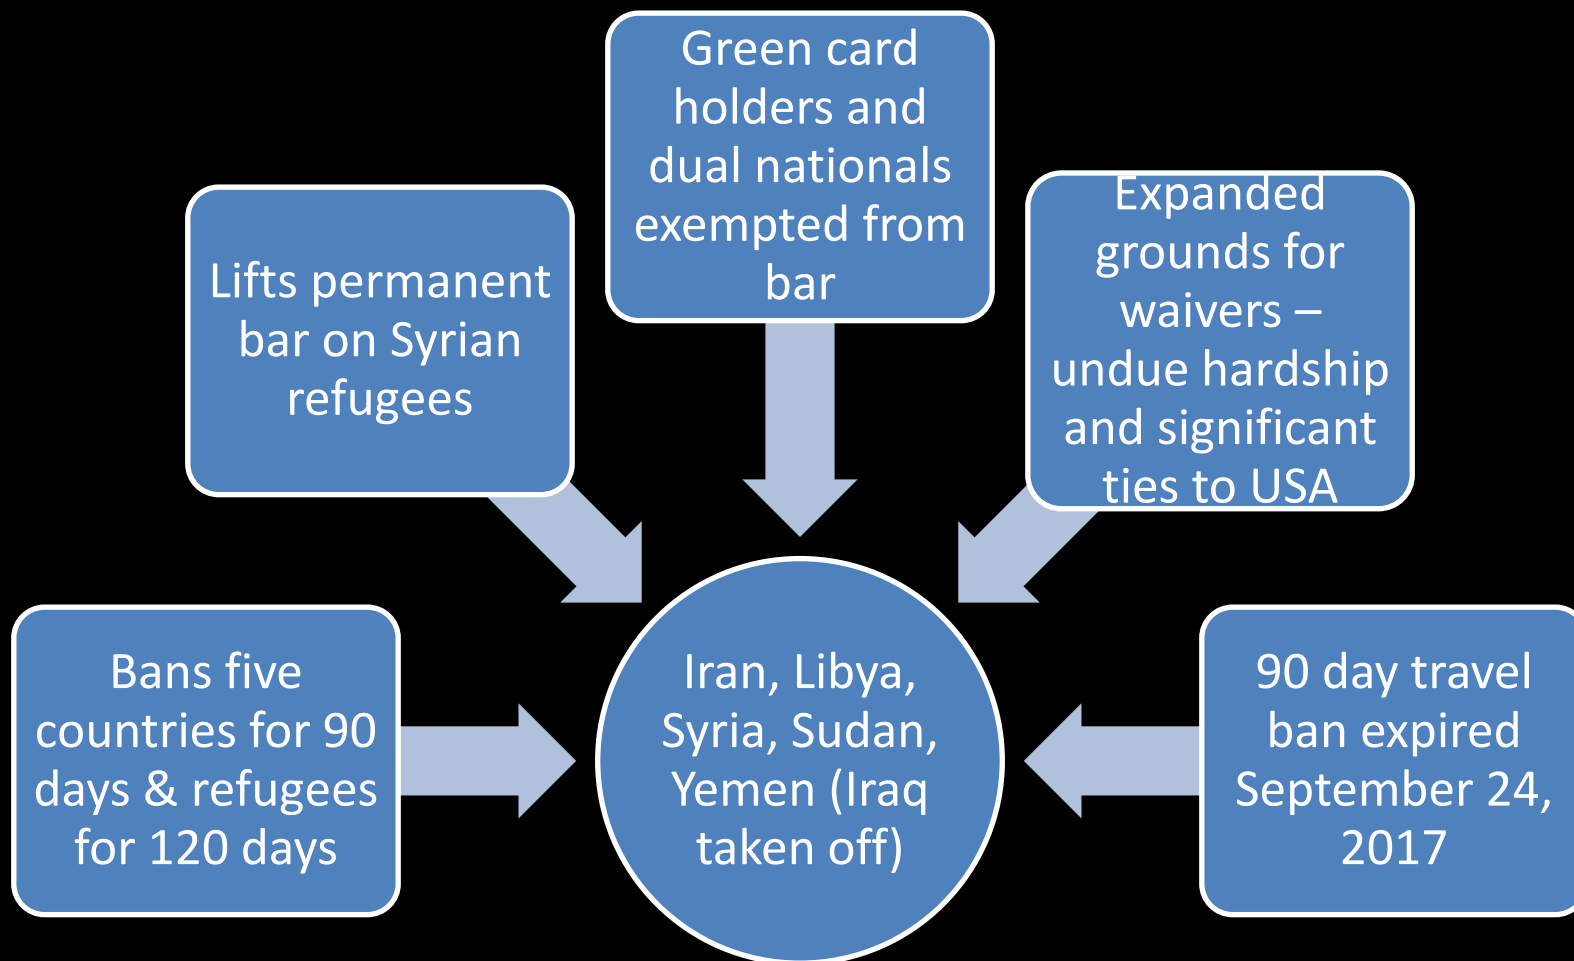 Green card
holders and
dual nationals
exempted from
bar
Lifts permanent
bar on Syrian
refugees
Expanded
grounds for
waivers –
undue hardship
and significant
ties to USA
Bans five
countries for 90
days & refugees
for 120 days
Iran, Libya,
Syria, Sudan,
Yemen (Iraq
taken off)
90 day travel
ban expired
September 24,
2017